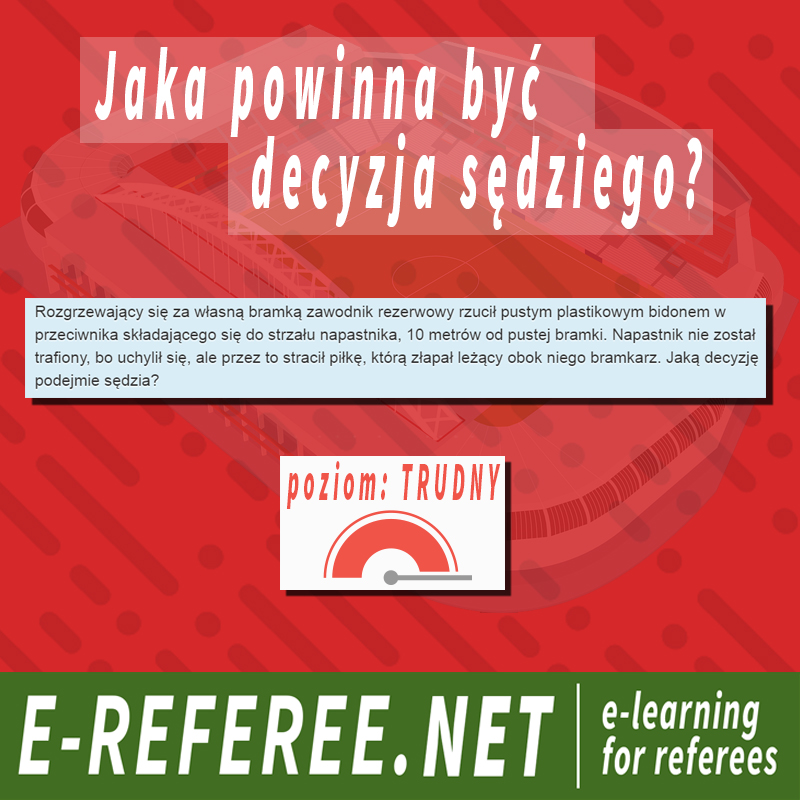 Jaka powinna być
decyzja sędziego?
Rozgrzewający się za własną bramką zawodnik rezerwowy rzucił pustym plastikowym bidonem w
przeciwnika składającego się do strzału napastnika, 10 metrów od pustej bramki. Napastnik nie został
trafiony, bo uchylił się, ale przez to stracił piłkę, którą złapał leżący obok niego bramkarz. Jaką decyzję
podejmie sędzia?
poziom: TRUDNY
E-REFEREE.NET
e-learning
for referees